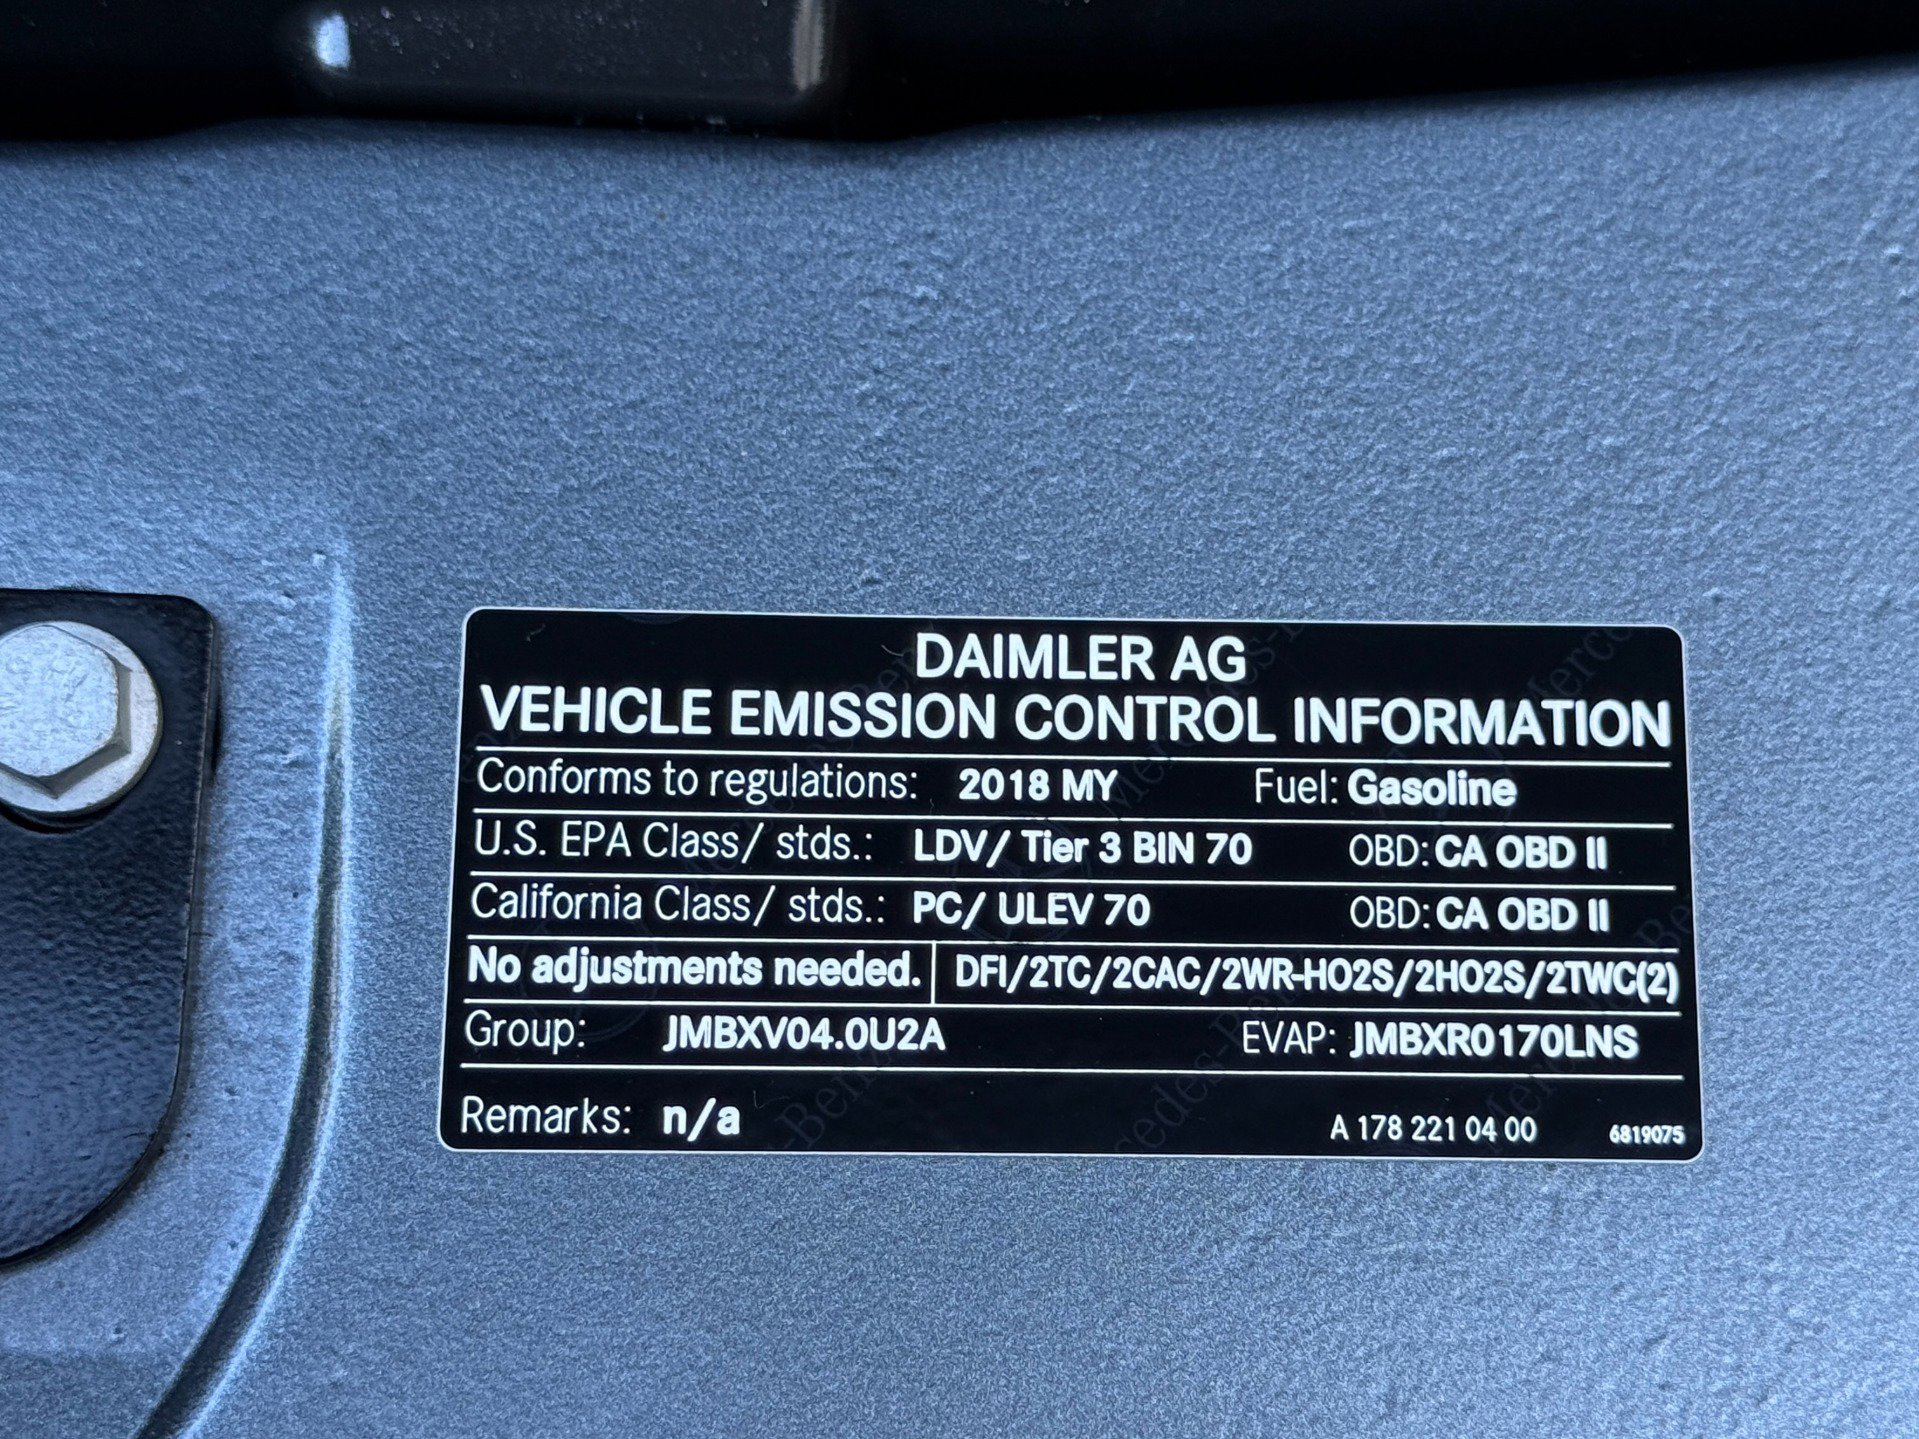 DAIMLER AG
VEHICLE EMISSION CONTROL INFORMATION
Conforms to regulations: 2018 MY Fuel: Gasoline
U.S. EPA Class/ stds.: LDV/ Tier 3 BIN 70 OBD: CA OBD II
California Class/ stds.: PC/ ULEV 70 OBD: CA OBD II
No adjustments needed. DFI/2TC/2CAC/2WR-HO2S/2HO2S/2TWC(2)
Group: JMBXV04.0U2A EVAP: JMBXR0170LNS
Remarks: n/a A 178 221 04 00 6819075